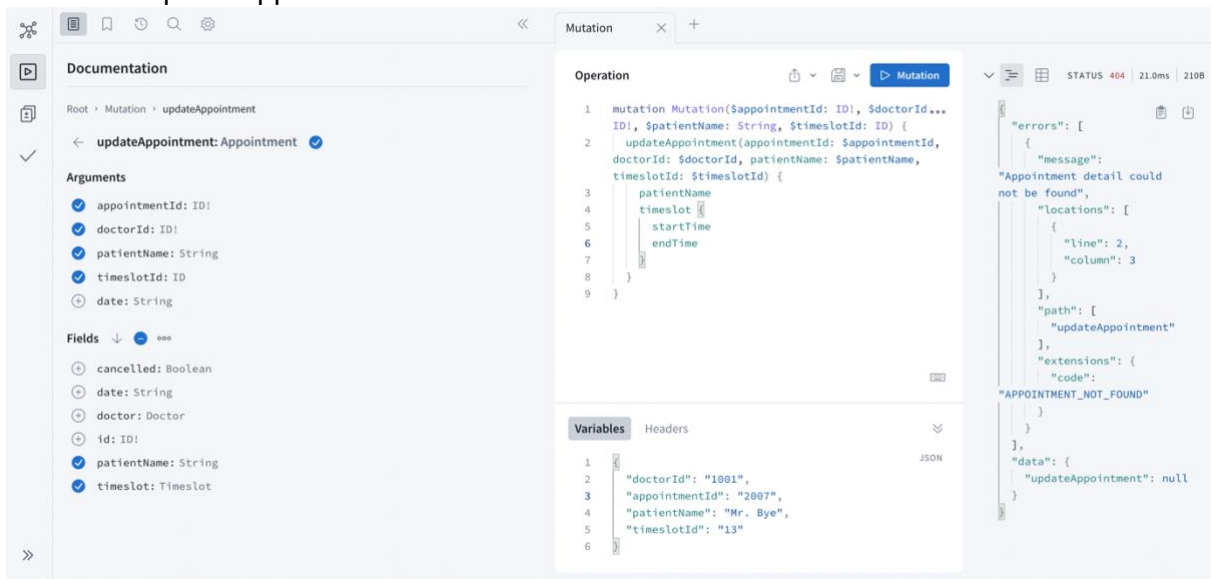 Mutation
Documentation
Root › Mutation › updateAppointment
updateAppointment: Appointment
Arguments
appointmentId: ID!
doctorId: ID!
patientName: String
timeslotId: ID
date: String
Fields
cancelled: Boolean
date: String
doctor: Doctor
id: ID!
patientName: String
timeslot: Timeslot
Operation
Mutation
1 mutation Mutation($appointmentId: ID!, $doctorId...
ID!, $patientName: String, $timeslotId: ID) {
2 updateAppointment(appointmentId: $appointmentId,
doctorId: $doctorId, patientName: $patientName,
timeslotId: $timeslotId) {
3 patientName
4 timeslot {
5 startTime
6 endTime
7 }
8 }
9 }
Variables Headers
JSON
1 {
2 "doctorId": "1001",
3 "appointmentId": "2007",
4 "patientName": "Mr. Bye",
5 "timeslotId": "13"
6 }
STATUS 404 21.0ms 210B
{
"errors": [
{
"message":
"Appointment detail could
not be found",
"locations": [
{
"line": 2,
"column": 3
}
],
"path": [
"updateAppointment"
],
"extensions": {
"code":
"APPOINTMENT_NOT_FOUND"
}
}
],
"data": {
"updateAppointment": null
}
}